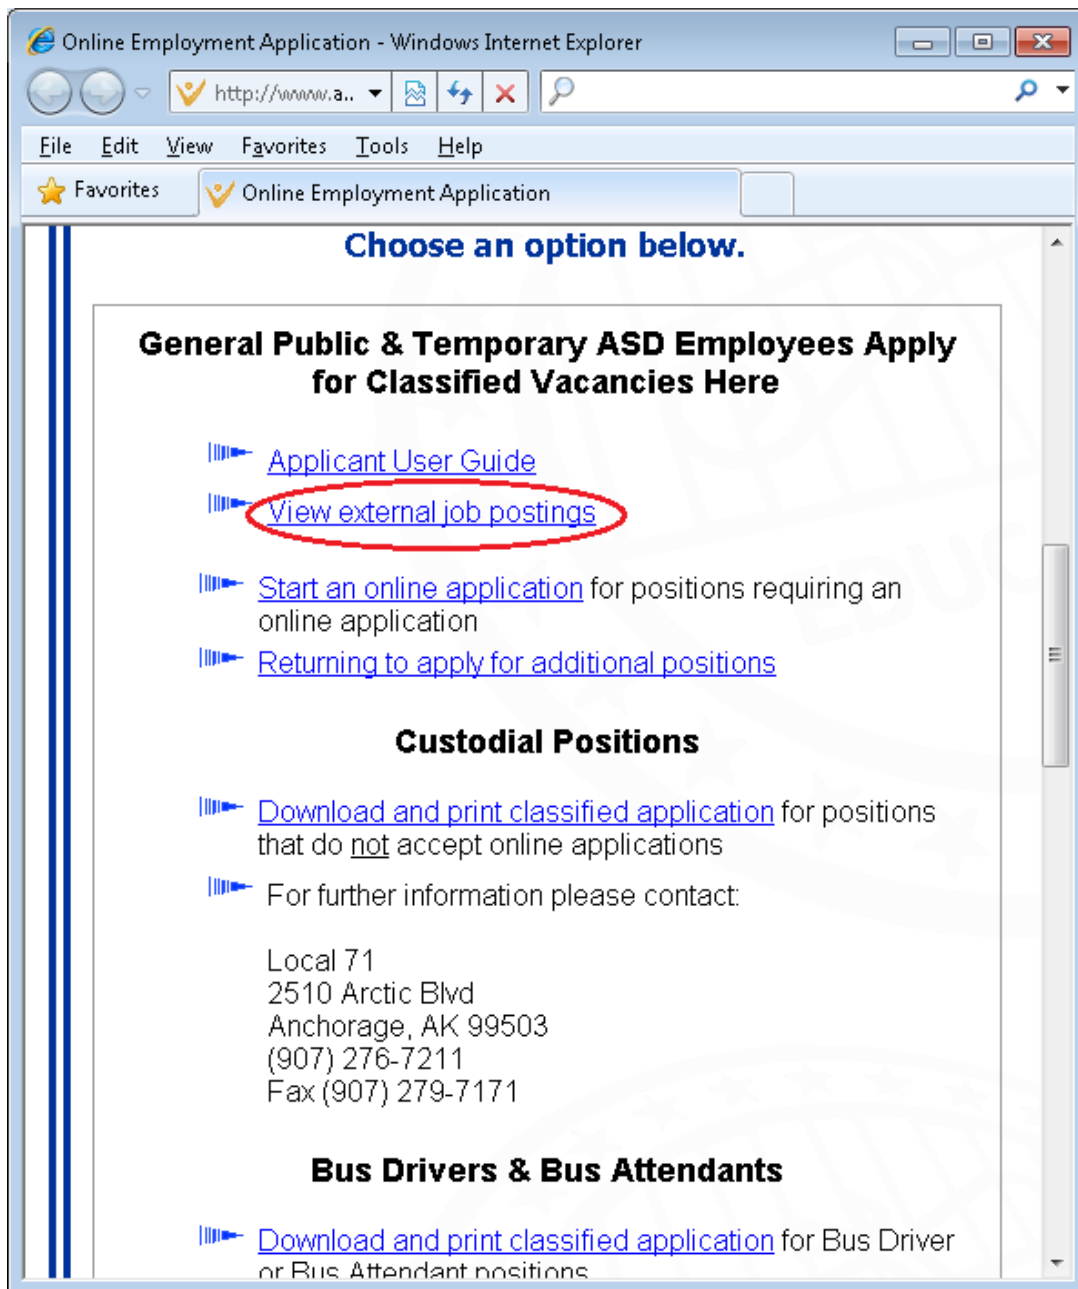 Online Employment Application - Windows Internet Explorer
http://www.a..
File Edit View Favorites Tools Help
Favorites
Online Employment Application
Choose an option below.
General Public & Temporary ASD Employees Apply
for Classified Vacancies Here
Applicant User Guide
View external job postings
Start an online application for positions requiring an
online application
Returning to apply for additional positions
Custodial Positions
Download and print classified application for positions
that do not accept online applications
For further information please contact:
Local 71
2510 Arctic Blvd
Anchorage, AK 99503
(907) 276-7211
Fax (907) 279-7171
Bus Drivers & Bus Attendants
Download and print classified application for Bus Driver
or Bus Attendant positions
EDUC